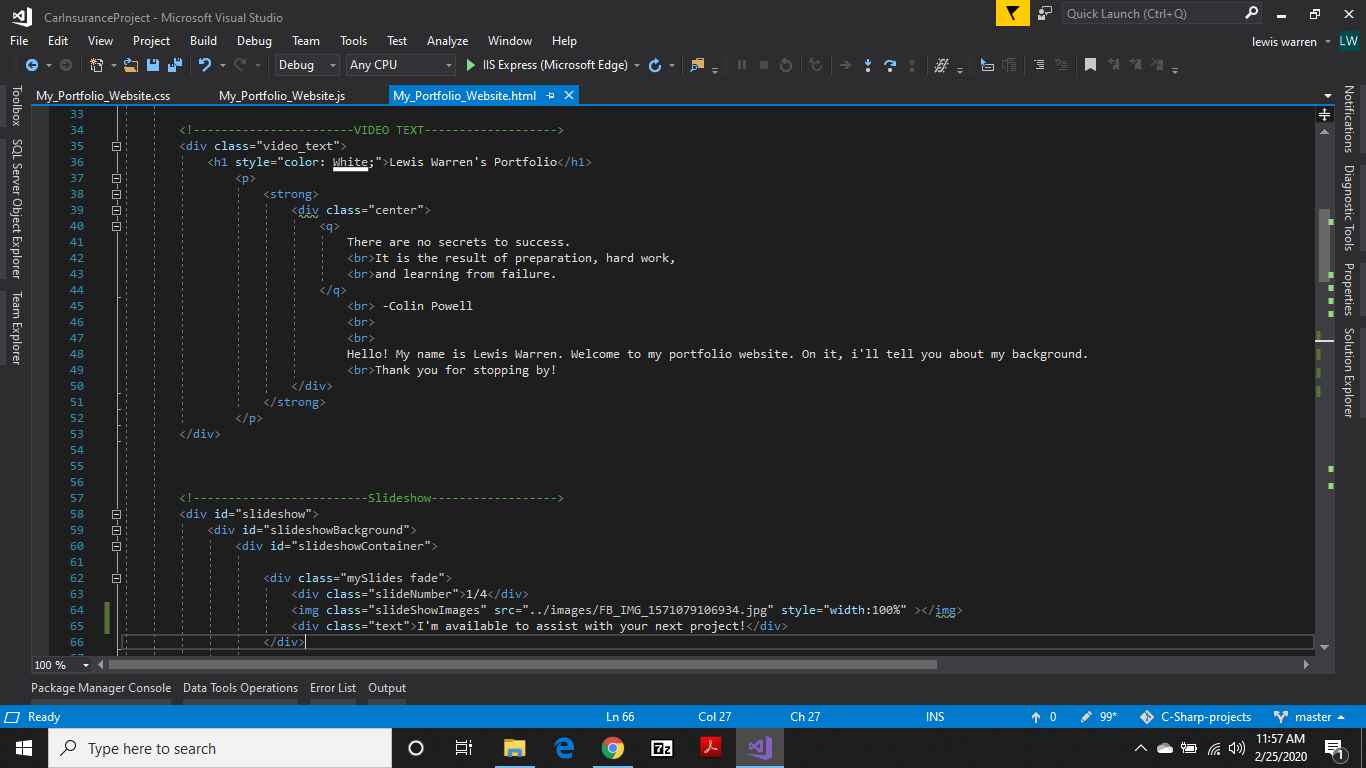 CarInsuranceProject - Microsoft Visual Studio
Quick Launch (Ctrl+Q)
File Edit View Project Build Debug Team Tools Test Analyze Window Help
lewis warren LW
Debug Any CPU IIS Express (Microsoft Edge)
My_Portfolio_Website.css My_Portfolio_Website.js My_Portfolio_Website.html
Toolbox
SQL Server Object Explorer
Team Explorer
33
34 <!-----------------------VIDEO TEXT------------------->
35 <div class="video_text">
36 <h1 style="color: White;">Lewis Warren's Portfolio</h1>
37 <p>
38 <strong>
39 <div class="center">
40 <q>
41 There are no secrets to success.
42 <br>It is the result of preparation, hard work,
43 <br>and learning from failure.
44 </q>
45 <br> -Colin Powell
46 <br>
47 <br>
48 Hello! My name is Lewis Warren. Welcome to my portfolio website. On it, i'll tell you about my background.
49 <br>Thank you for stopping by!
50 </div>
51 </strong>
52 </p>
53 </div>
54
55
56
57 <!-------------------------Slideshow------------------>
58 <div id="slideshow">
59 <div id="slideshowBackground">
60 <div id="slideshowContainer">
61
62 <div class="mySlides fade">
63 <div class="slideNumber">1/4</div>
64 <img class="slideShowImages" src="../images/FB_IMG_1571079106934.jpg" style="width:100%" ></img>
65 <div class="text">I'm available to assist with your next project!</div>
66 </div>
Notifications
Diagnostic Tools
Properties
Solution Explorer
100 %
Package Manager Console Data Tools Operations Error List Output
Ready Ln 66 Col 27 Ch 27 INS 0 99* C-Sharp-projects master
Type here to search
7z
11:57 AM
2/25/2020
1